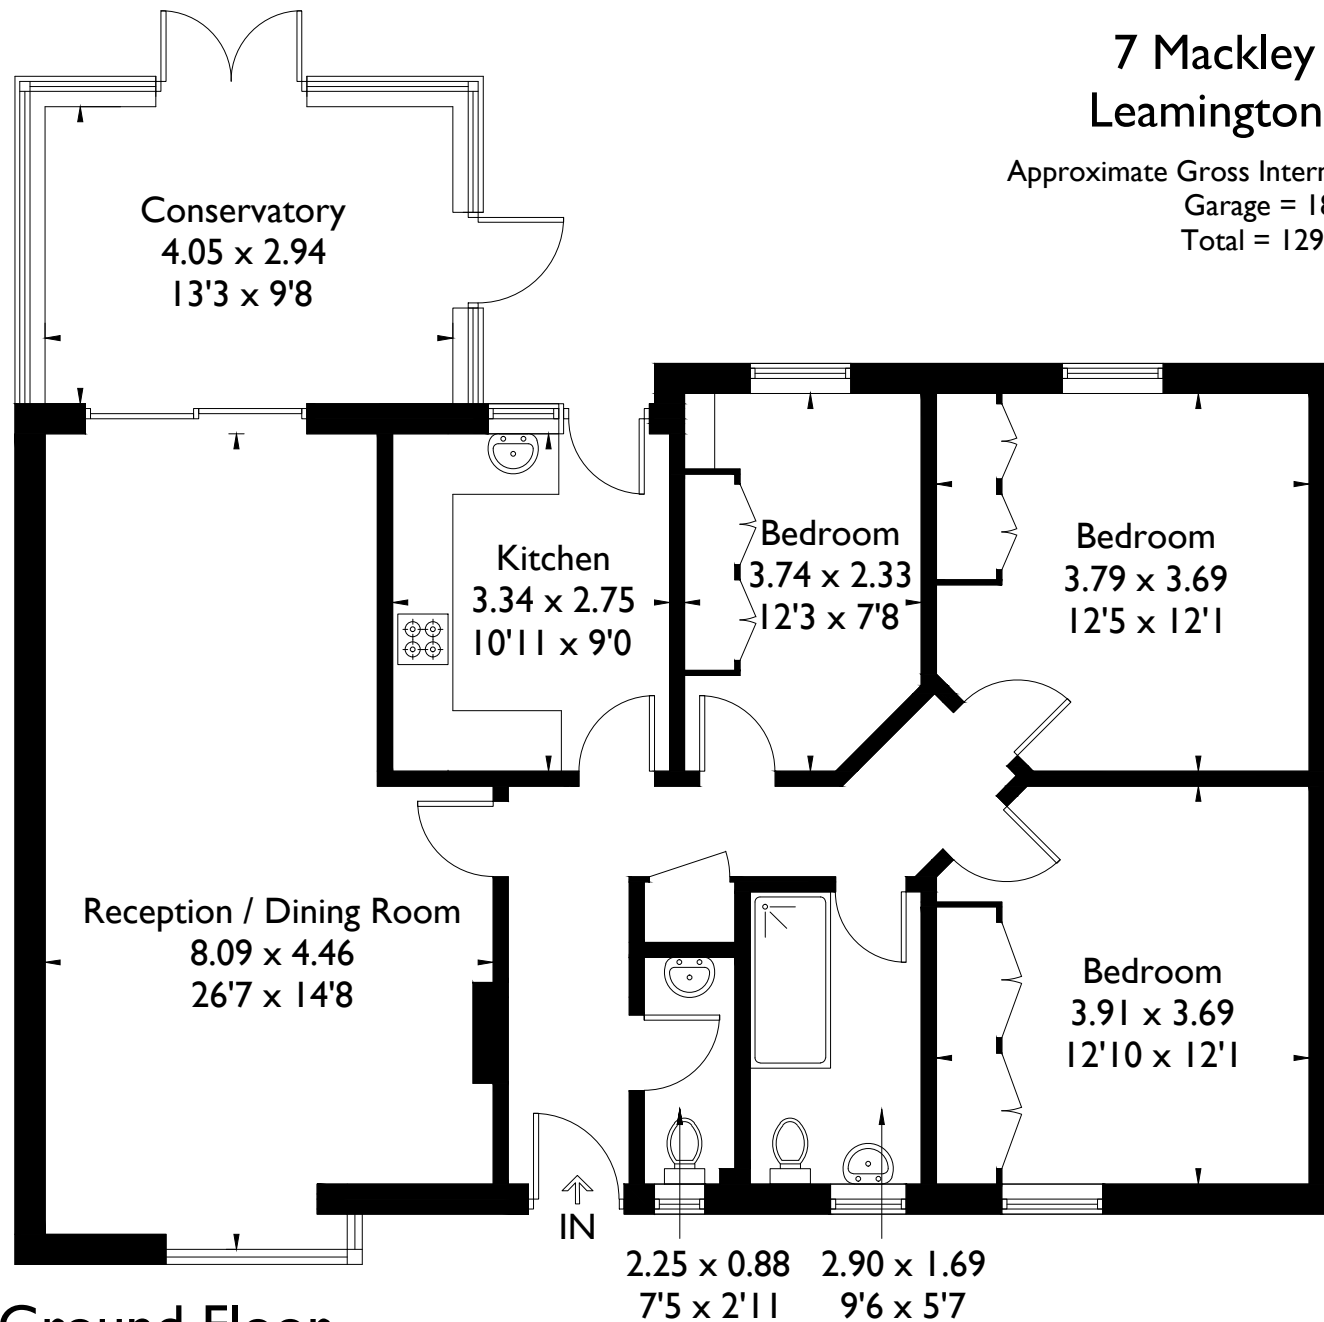 7 Mackley
Leamington
Approximate Gross Intern
Garage = 18
Total = 129
Conservatory
4.05 x 2.94
13'3 x 9'8
Kitchen
3.34 x 2.75
10'11 x 9'0
Bedroom
3.74 x 2.33
12'3 x 7'8
Bedroom
3.79 x 3.69
12'5 x 12'1
Reception / Dining Room
8.09 x 4.46
26'7 x 14'8
Bedroom
3.91 x 3.69
12'10 x 12'1
IN
2.25 x 0.88
7'5 x 2'11
2.90 x 1.69
9'6 x 5'7
Ground Floor